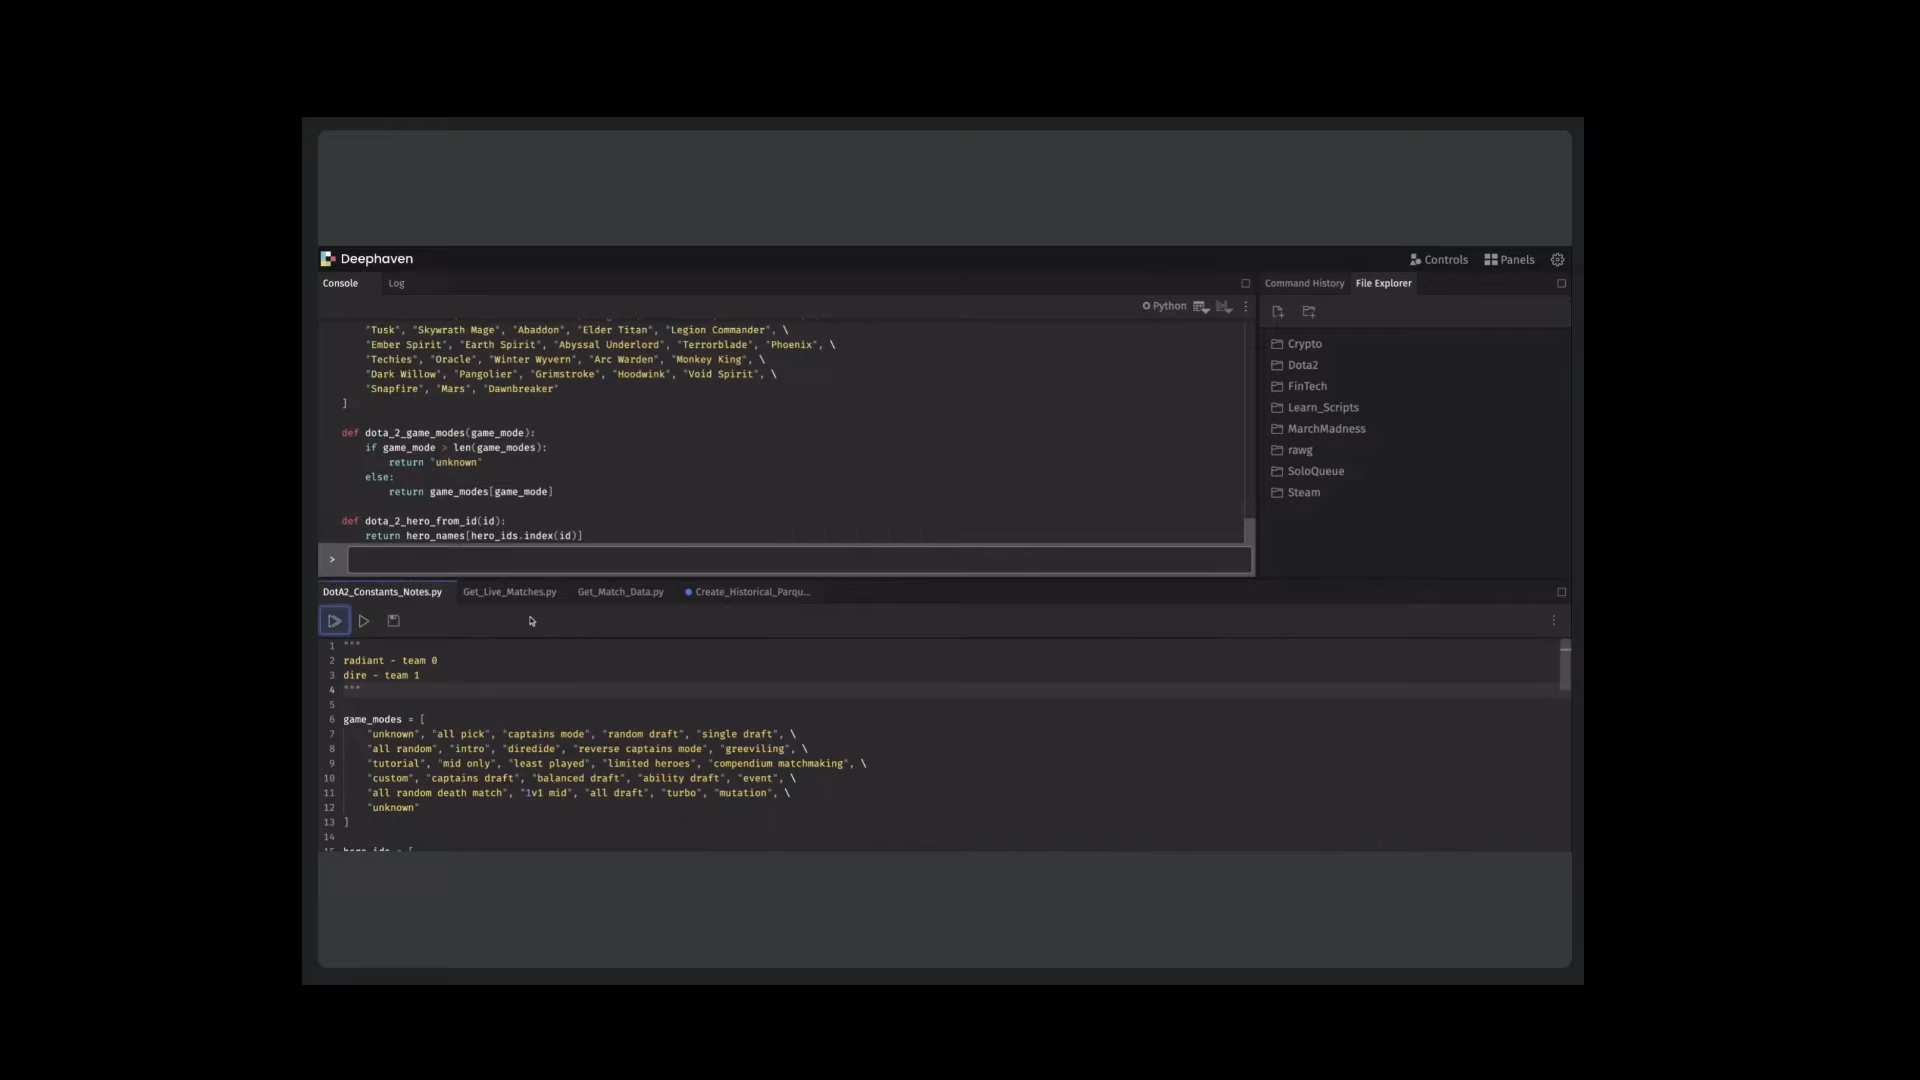 Deephaven
Controls
Panels
Console
Log
Command History
File Explorer
Python
"Tusk", "Skywrath Mage", "Abaddon", "Elder Titan", "Legion Commander", \
"Ember Spirit", "Earth Spirit", "Abyssal Underlord", "Terrorblade", "Phoenix", \
"Techies", "Oracle", "Winter Wyvern", "Arc Warden", "Monkey King", \
"Dark Willow", "Pangolier", "Grimstroke", "Hoodwink", "Void Spirit", \
"Snapfire", "Mars", "Dawnbreaker"
]
def dota_2_game_modes(game_mode):
if game_mode > len(game_modes):
return "unknown"
else:
return game_modes[game_mode]
def dota_2_hero_from_id(id):
return hero_names[hero_ids.index(id)]
>
Crypto
Dota2
FinTech
Learn_Scripts
MarchMadness
rawg
SoloQueue
Steam
DotA2_Constants_Notes.py
Get_Live_Matches.py
Get_Match_Data.py
Create_Historical_Parqu...
1 """
2 radiant - team 0
3 dire - team 1
4 """
5
6 game_modes = [
7 "unknown", "all pick", "captains mode", "random draft", "single draft", \
8 "all random", "intro", "diredide", "reverse captains mode", "greeviling", \
9 "tutorial", "mid only", "least played", "limited heroes", "compendium matchmaking", \
10 "custom", "captains draft", "balanced draft", "ability draft", "event", \
11 "all random death match", "1v1 mid", "all draft", "turbo", "mutation", \
12 "unknown"
13 ]
14
15 hero_ids = [